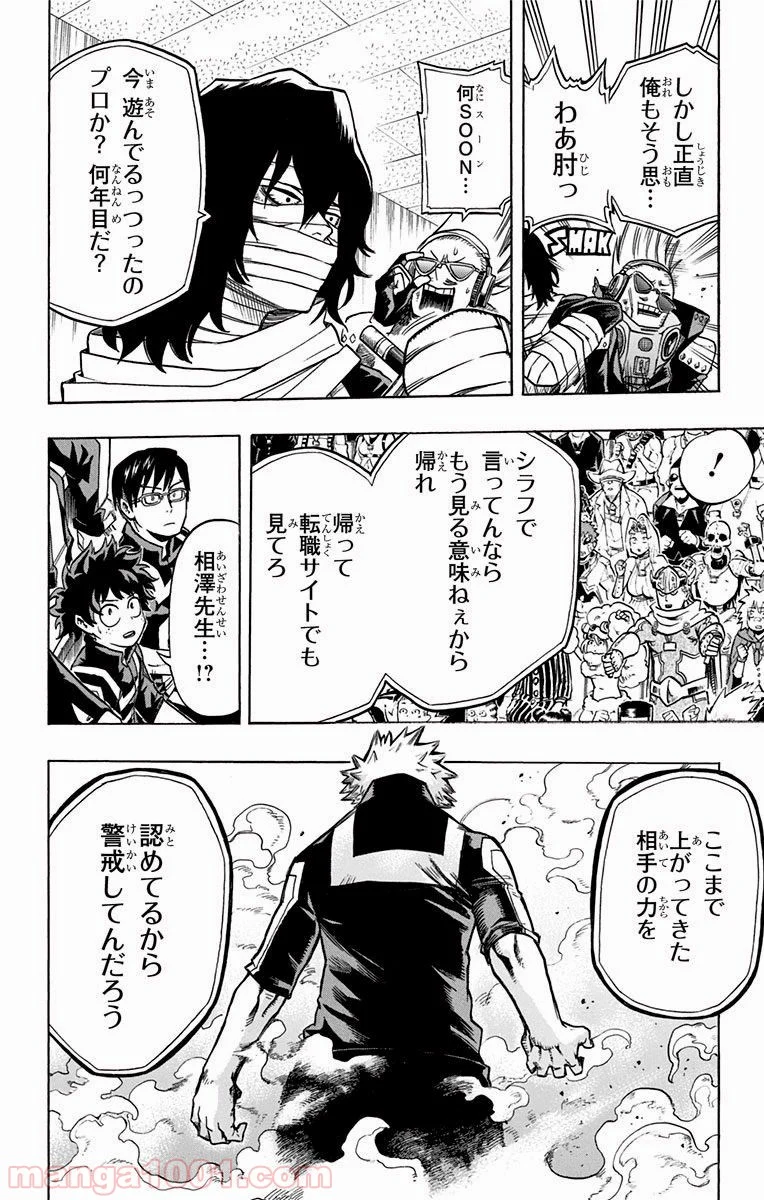 しかし正直
俺もそう思…
わあ肘っ
SMAK
何SOON…
今 遊んでるっつったの
プロか？何年目だ？
！
シラフで
言ってんなら
もう見る意味ねぇから
帰れ
帰って
転職サイトでも
見てろ
相澤先生…!?
ここまで
上がってきた
相手の力を
認めてるから
警戒してんだろう
manga1001.com